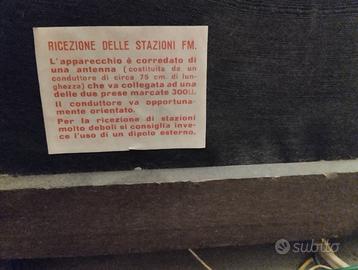 RICEZIONE DELLE STAZIONI FM.
L'apparecchio è corredato di
una antenna (costituita da un
conduttore di circa 75 cm. di lun-
ghezza) che va collegata ad una
delle due prese marcate 300Ω.
Il conduttore va opportuna-
mente orientato.
Per la ricezione di stazioni
molto deboli si consiglia inve-
ce l'uso di un dipolo esterno.
subito.it